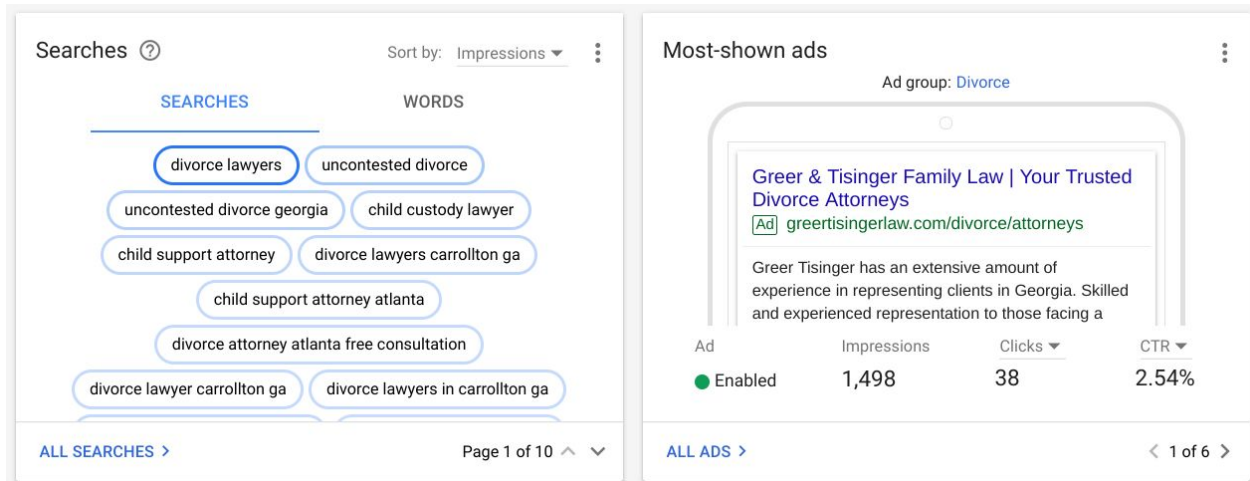 Searches
Sort by: Impressions
SEARCHES
WORDS
divorce lawyers
uncontested divorce
uncontested divorce georgia
child custody lawyer
child support attorney
divorce lawyers carrollton ga
child support attorney atlanta
divorce attorney atlanta free consultation
divorce lawyer carrollton ga
divorce lawyers in carrollton ga
ALL SEARCHES >
Page 1 of 10
Most-shown ads
Ad group: Divorce
Greer & Tisinger Family Law | Your Trusted
Divorce Attorneys
Ad greertisingerlaw.com/divorce/attorneys
Greer Tisinger has an extensive amount of
experience in representing clients in Georgia. Skilled
and experienced representation to those facing a
Ad Impressions Clicks CTR
Enabled 1,498 38 2.54%
ALL ADS >
< 1 of 6 >